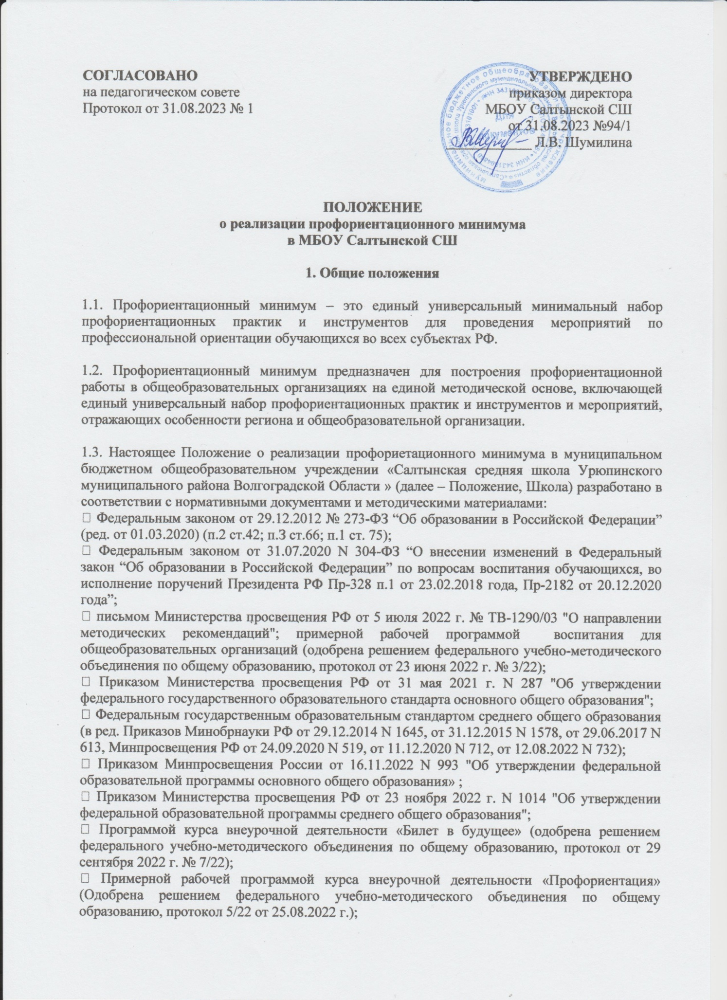 СОГЛАСОВАНО
на педагогическом совете
Протокол от 31.08.2023 № 1
УТВЕРЖДЕНО
приказом директора
МБОУ Салтынской СШ
от 31.08.2023 №94/1
Л.В. Шумилина
Для
документов
ПОЛОЖЕНИЕ
о реализации профориентационного минимума
в МБОУ Салтынской СШ
1. Общие положения
1.1. Профориентационный минимум – это единый универсальный минимальный набор
профориентационных практик и инструментов для проведения мероприятий по
профессиональной ориентации обучающихся во всех субъектах РФ.
1.2. Профориентационный минимум предназначен для построения профориентационной
работы в общеобразовательных организациях на единой методической основе, включающей
единый универсальный набор профориентационных практик и инструментов и мероприятий,
отражающих особенности региона и общеобразовательной организации.
1.3. Настоящее Положение о реализации профориетационного минимума в муниципальном
бюджетном общеобразовательном учреждении «Салтынская средняя школа Урюпинского
муниципального района Волгоградской Области » (далее – Положение, Школа) разработано в
соответствии с нормативными документами и методическими материалами:
 Федеральным законом от 29.12.2012 № 273-ФЗ “Об образовании в Российской Федерации”
(ред. от 01.03.2020) (п.2 ст.42; п.З ст.66; п.1 ст. 75);
 Федеральным законом от 31.07.2020 N 304-ФЗ “О внесении изменений в Федеральный
закон “Об образовании в Российской Федерации” по вопросам воспитания обучающихся, во
исполнение поручений Президента РФ Пр-328 п.1 от 23.02.2018 года, Пр-2182 от 20.12.2020
года”;
 письмом Министерства просвещения РФ от 5 июля 2022 г. № ТВ-1290/03 "О направлении
методических рекомендаций"; примерной рабочей программой воспитания для
общеобразовательных организаций (одобрена решением федерального учебно-методического
объединения по общему образованию, протокол от 23 июня 2022 г. № 3/22);
 Приказом Министерства просвещения РФ от 31 мая 2021 г. N 287 "Об утверждении
федерального государственного образовательного стандарта основного общего образования";
 Федеральным государственным образовательным стандартом среднего общего образования
(в ред. Приказов Минобрнауки РФ от 29.12.2014 N 1645, от 31.12.2015 N 1578, от 29.06.2017 N
613, Минпросвещения РФ от 24.09.2020 N 519, от 11.12.2020 N 712, от 12.08.2022 N 732);
 Приказом Минпросвещения России от 16.11.2022 N 993 "Об утверждении федеральной
образовательной программы основного общего образования» ;
 Приказом Министерства просвещения РФ от 23 ноября 2022 г. N 1014 "Об утверждении
федеральной образовательной программы среднего общего образования";
 Программой курса внеурочной деятельности «Билет в будущее» (одобрена решением
федерального учебно-методического объединения по общему образованию, протокол от 29
сентября 2022 г. № 7/22);
 Примерной рабочей программой курса внеурочной деятельности «Профориентация»
(Одобрена решением федерального учебно-методического объединения по общему
образованию, протокол 5/22 от 25.08.2022 г.);